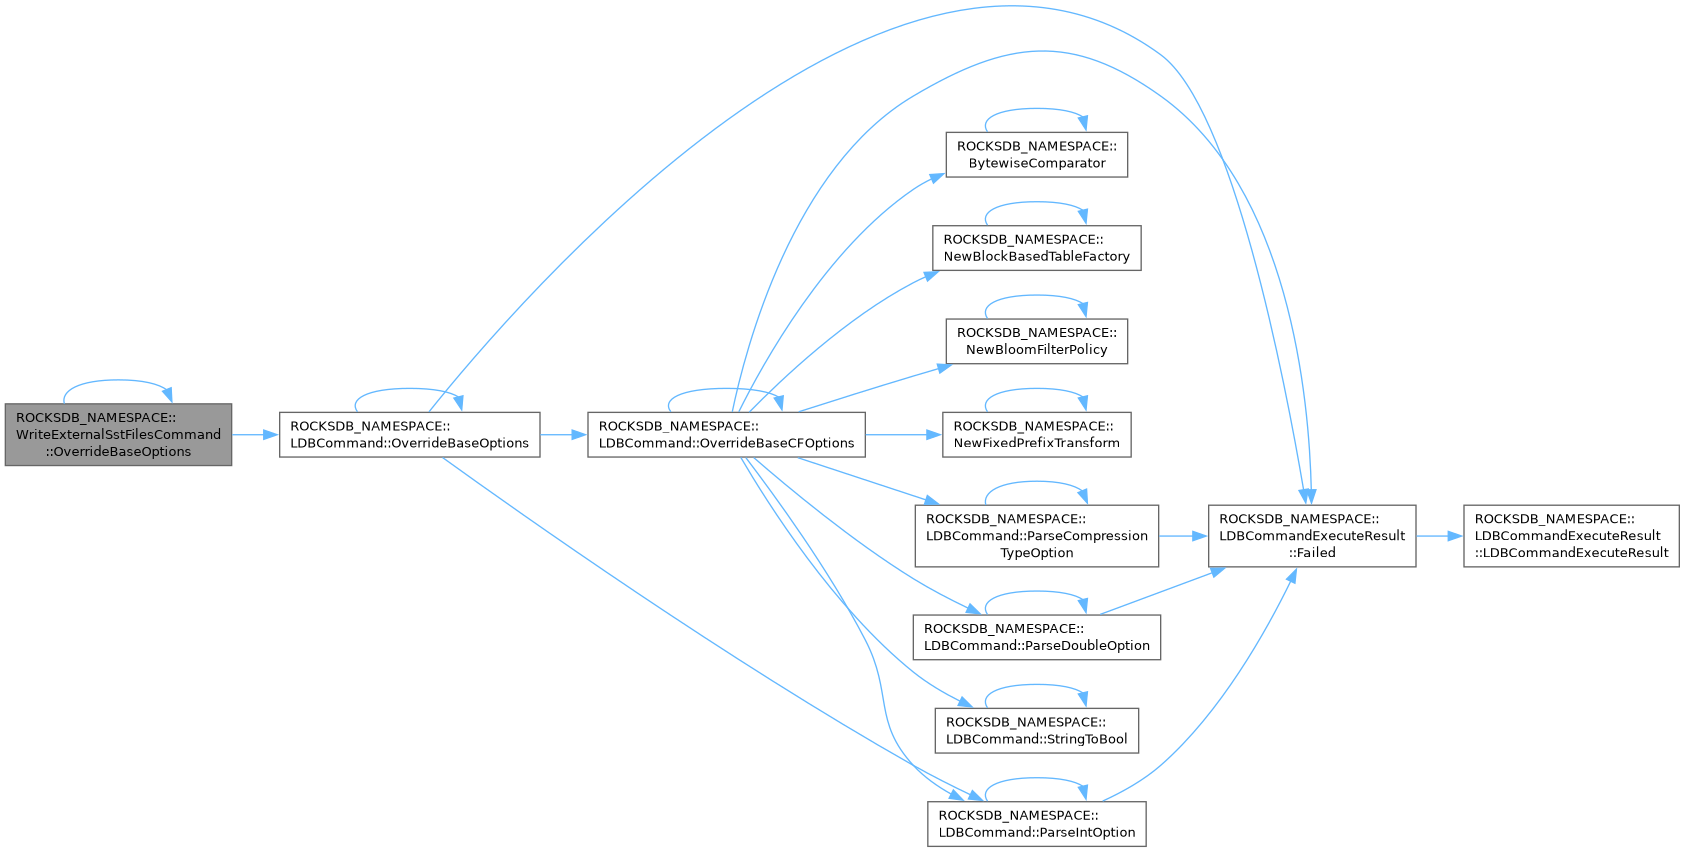 ROCKSDB_NAMESPACE::
WriteExternalSstFilesCommand
::OverrideBaseOptions
ROCKSDB_NAMESPACE::
LDBCommand::OverrideBaseOptions
ROCKSDB_NAMESPACE::
LDBCommand::OverrideBaseCFOptions
ROCKSDB_NAMESPACE::
BytewiseComparator
ROCKSDB_NAMESPACE::
NewBlockBasedTableFactory
ROCKSDB_NAMESPACE::
NewBloomFilterPolicy
ROCKSDB_NAMESPACE::
NewFixedPrefixTransform
ROCKSDB_NAMESPACE::
LDBCommand::ParseCompression
TypeOption
ROCKSDB_NAMESPACE::
LDBCommand::ParseDoubleOption
ROCKSDB_NAMESPACE::
LDBCommand::StringToBool
ROCKSDB_NAMESPACE::
LDBCommand::ParseIntOption
ROCKSDB_NAMESPACE::
LDBCommandExecuteResult
::Failed
ROCKSDB_NAMESPACE::
LDBCommandExecuteResult
::LDBCommandExecuteResult